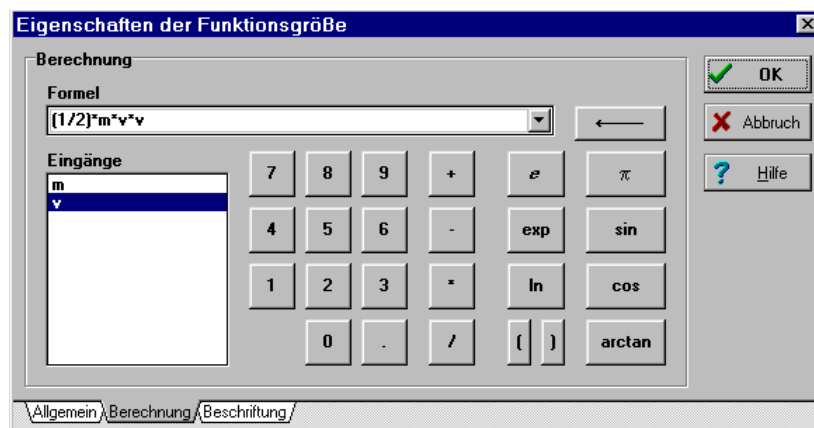 Eigenschaften der Funktionsgröße
Berechnung
Formel
(1/2)*m*v*v
←
OK
Abbruch
Hilfe
Eingänge
m
v
7 8 9 + e π
4 5 6 - exp sin
1 2 3 * ln cos
0 . / ( ) arctan
Allgemein Berechnung Beschriftung